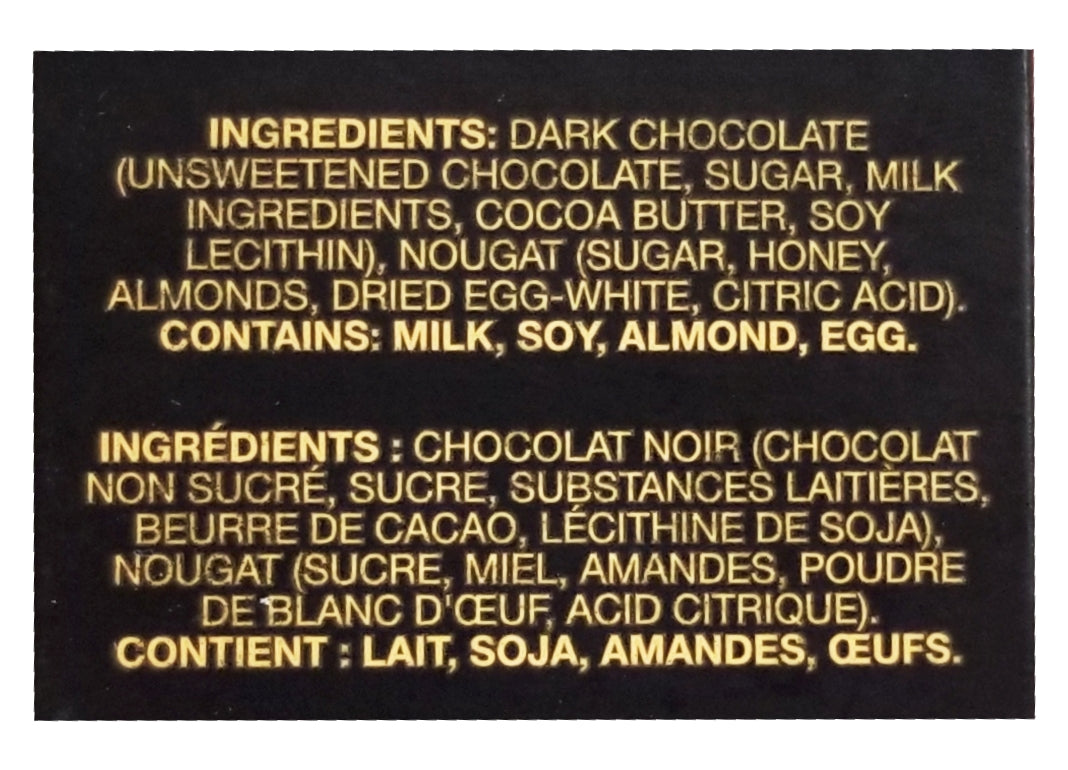 INGREDIENTS: DARK CHOCOLATE
(UNSWEETENED CHOCOLATE, SUGAR, MILK
INGREDIENTS, COCOA BUTTER, SOY
LECITHIN), NOUGAT (SUGAR, HONEY,
ALMONDS, DRIED EGG-WHITE, CITRIC ACID).
CONTAINS: MILK, SOY, ALMOND, EGG.
INGRÉDIENTS : CHOCOLAT NOIR (CHOCOLAT
NON SUCRÉ, SUCRE, SUBSTANCES LAITIÈRES,
BEURRE DE CACAO, LÉCITHINE DE SOJA),
NOUGAT (SUCRE, MIEL, AMANDES, POUDRE
DE BLANC D'ŒUF, ACID CITRIQUE).
CONTIENT : LAIT, SOJA, AMANDES, ŒUFS.